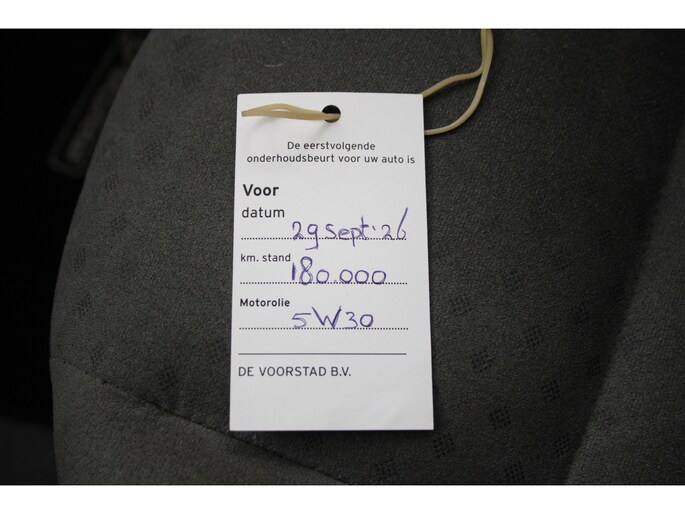 De eerstvolgende
onderhoudsbeurt voor uw auto is
Voor
datum 29 sept. 26
km. stand 180.000
Motorolie 5W30
DE VOORSTAD B.V.